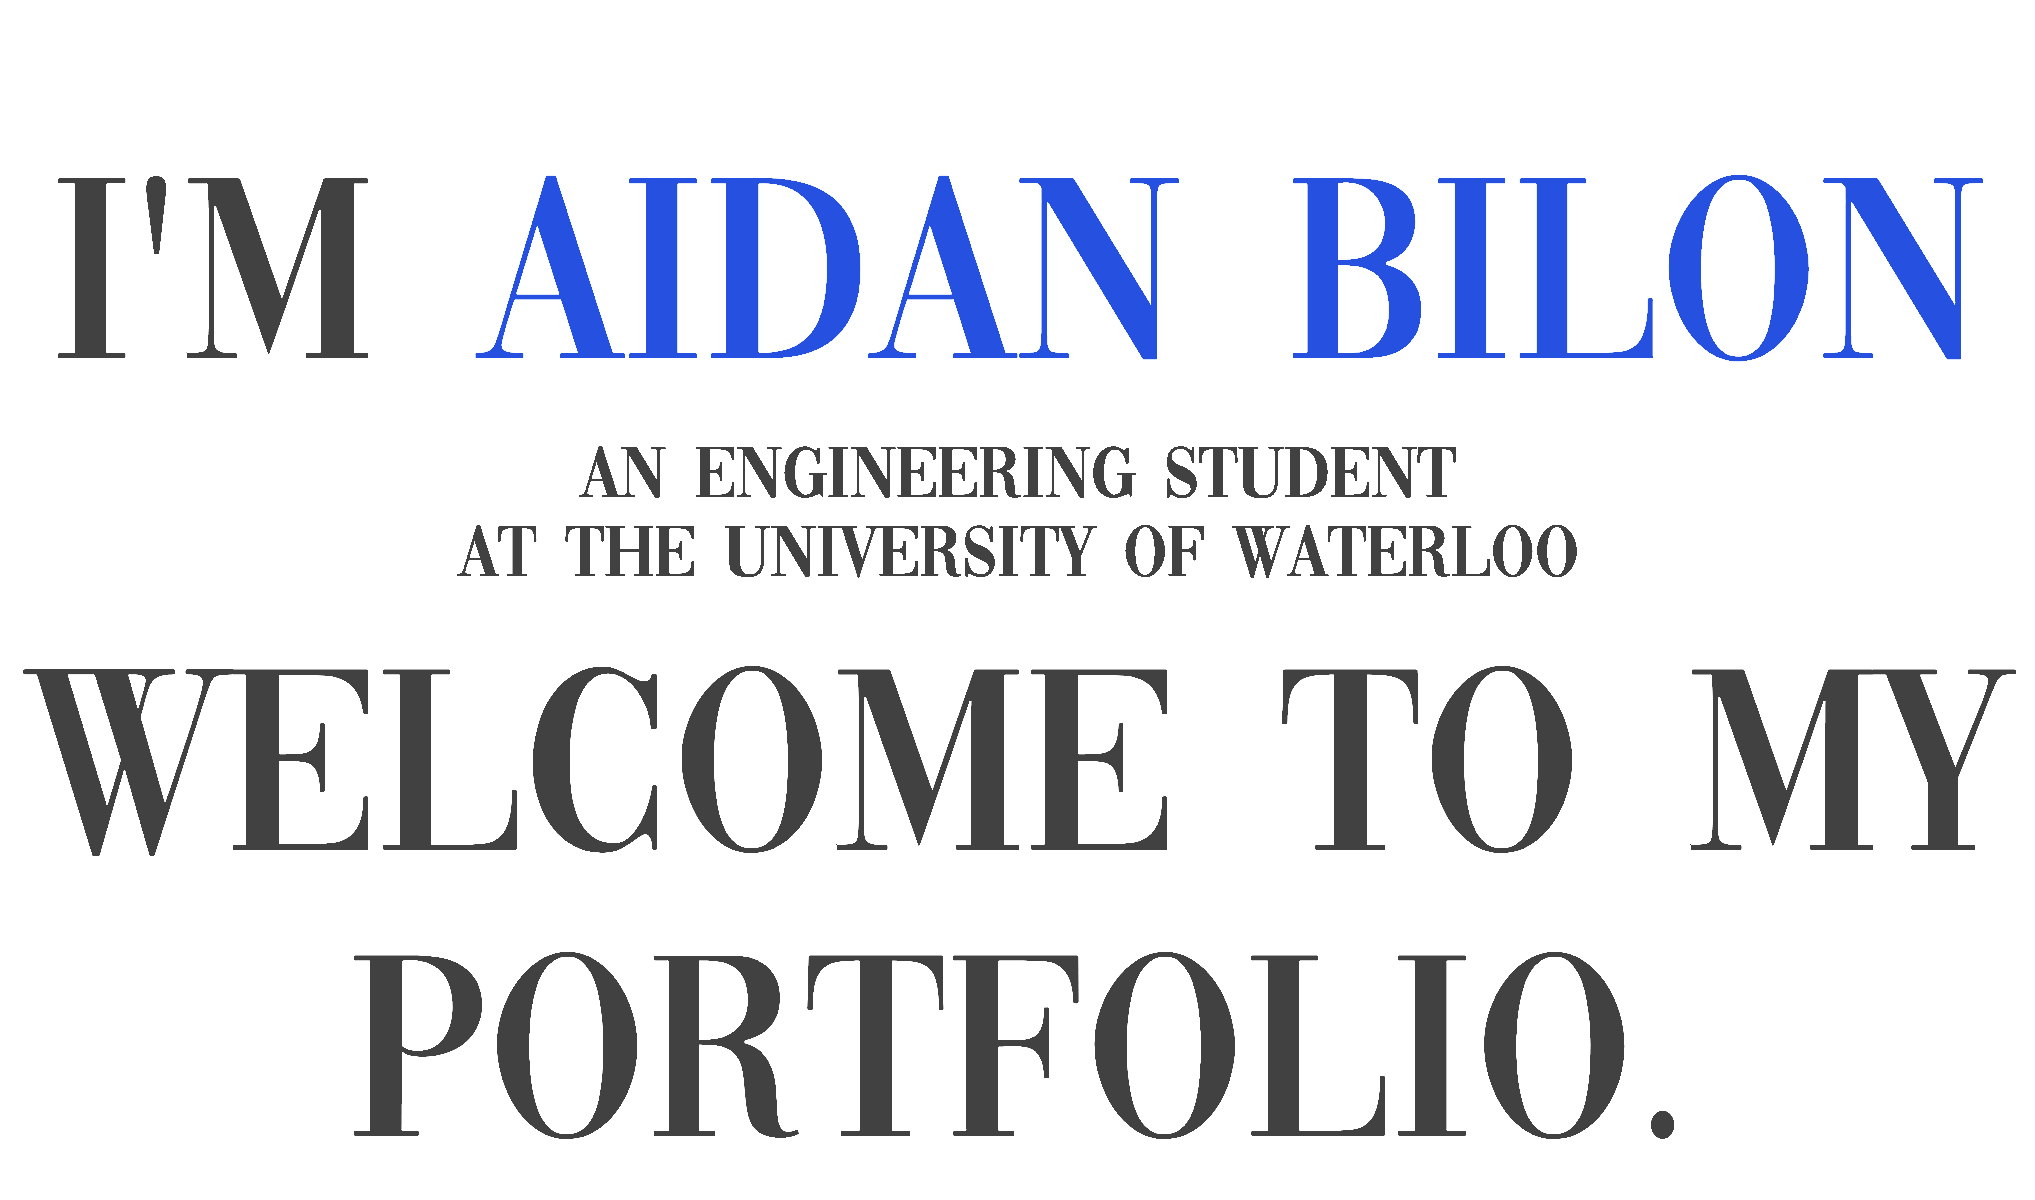 I'M AIDAN BILON
AN ENGINEERING STUDENT
AT THE UNIVERSITY OF WATERLOO
WELCOME TO MY
PORTFOLIO.